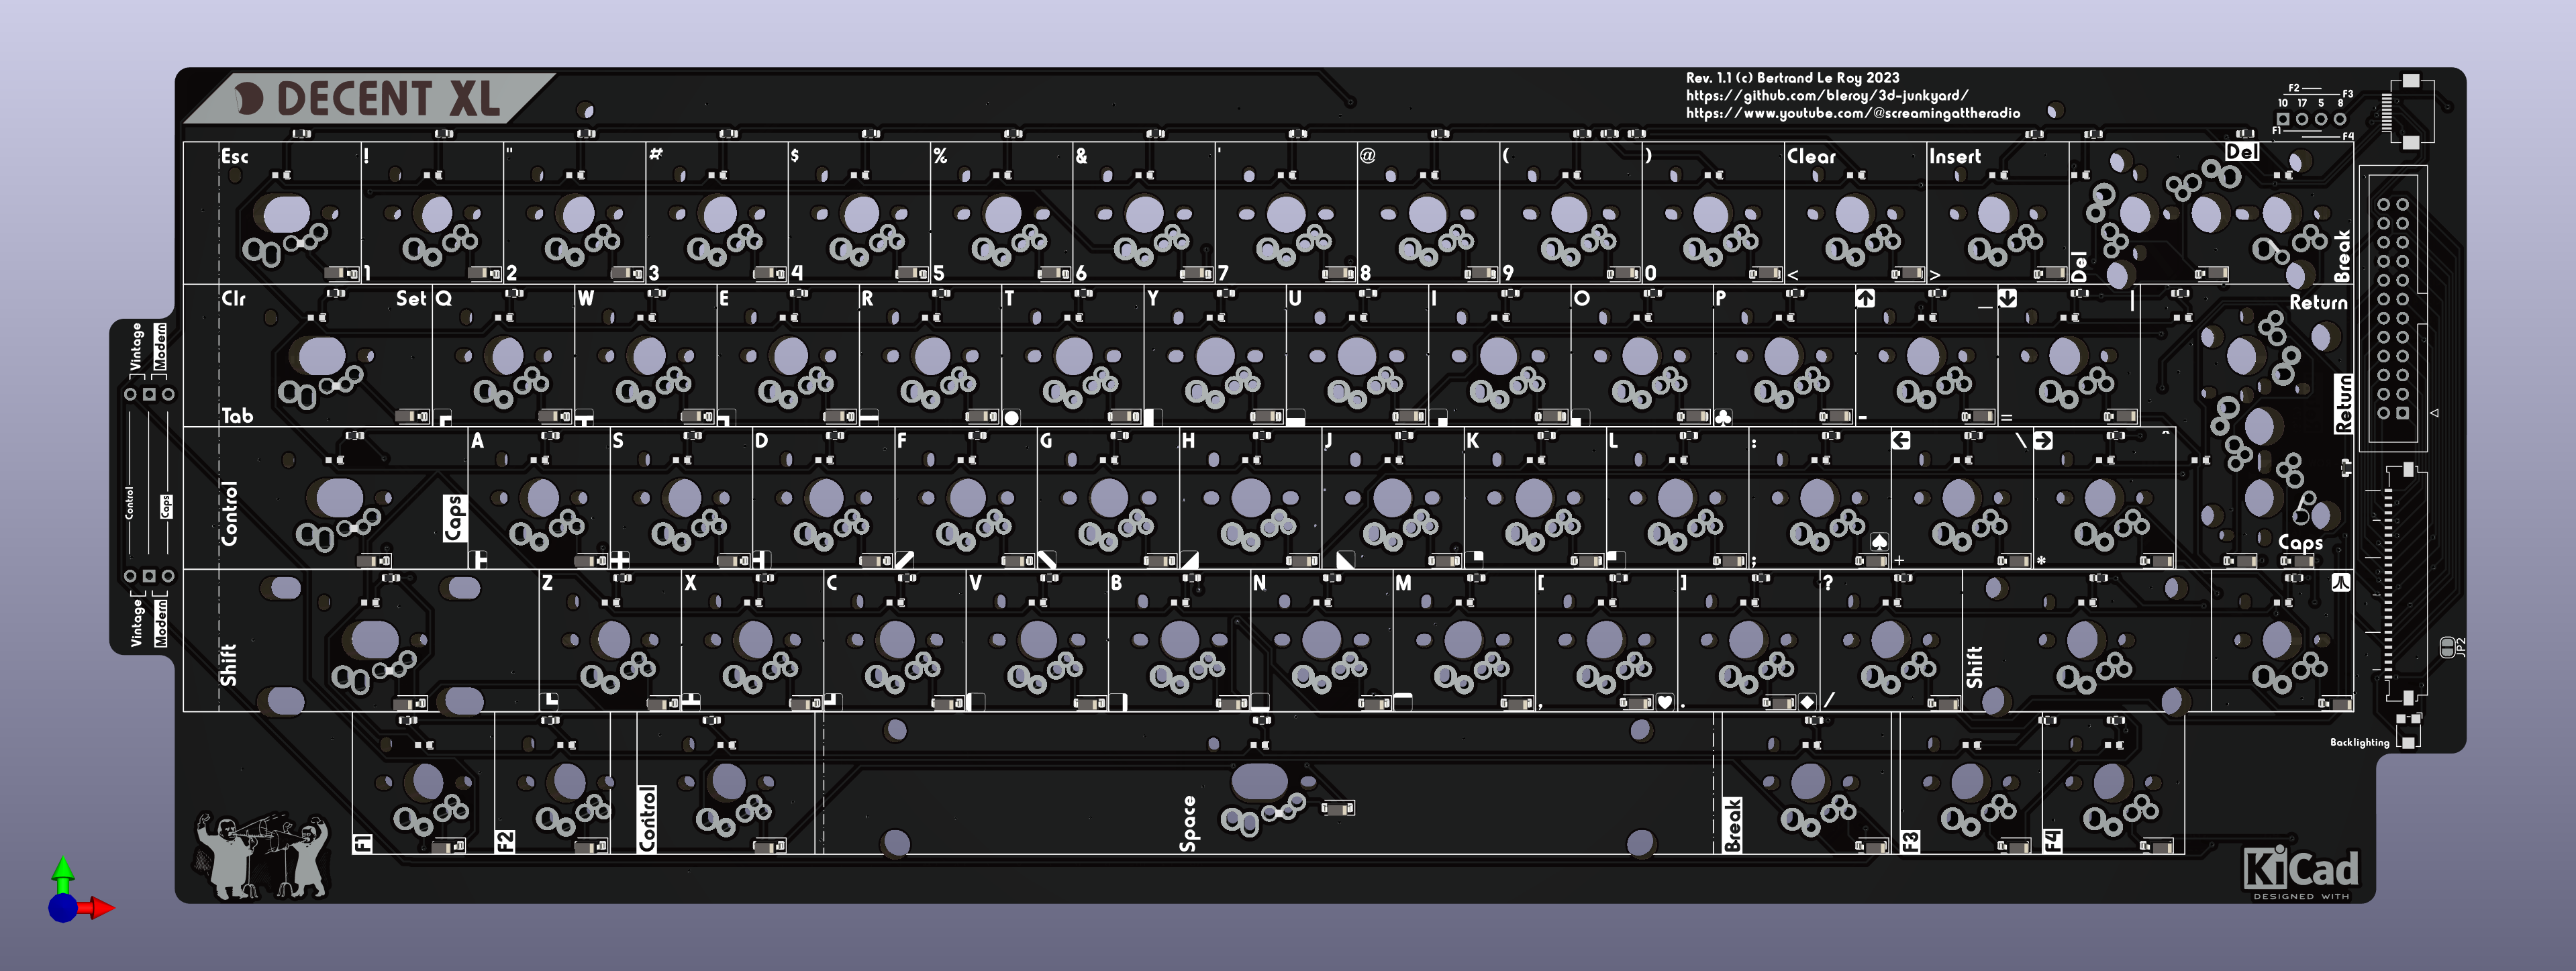 DECENT XL
Rev. 1.1 (c) Bertrand Le Roy 2023
https://github.com/bleroy/3d-junkyard/
https://www.youtube.com/@screamingattheradio
F2 F3
10 17 5 8
F1 F4
Esc ! " # $ % & ' @ ( ) Clear Insert Del
1 2 3 4 5 6 7 8 9 0 < > Del Break
Clr Set Q W E R T Y U I O P _ | Return
Tab - = Return
Vintage Modern
Control Caps
Vintage Modern
Control Caps A S D F G H J K L : \ ^
; + * Caps
Shift Z X C V B N M [ ] ? Shift
, . /
JP2
Backlighting
F1 F2 Control Space Break F3 F4
KiCad
DESIGNED WITH